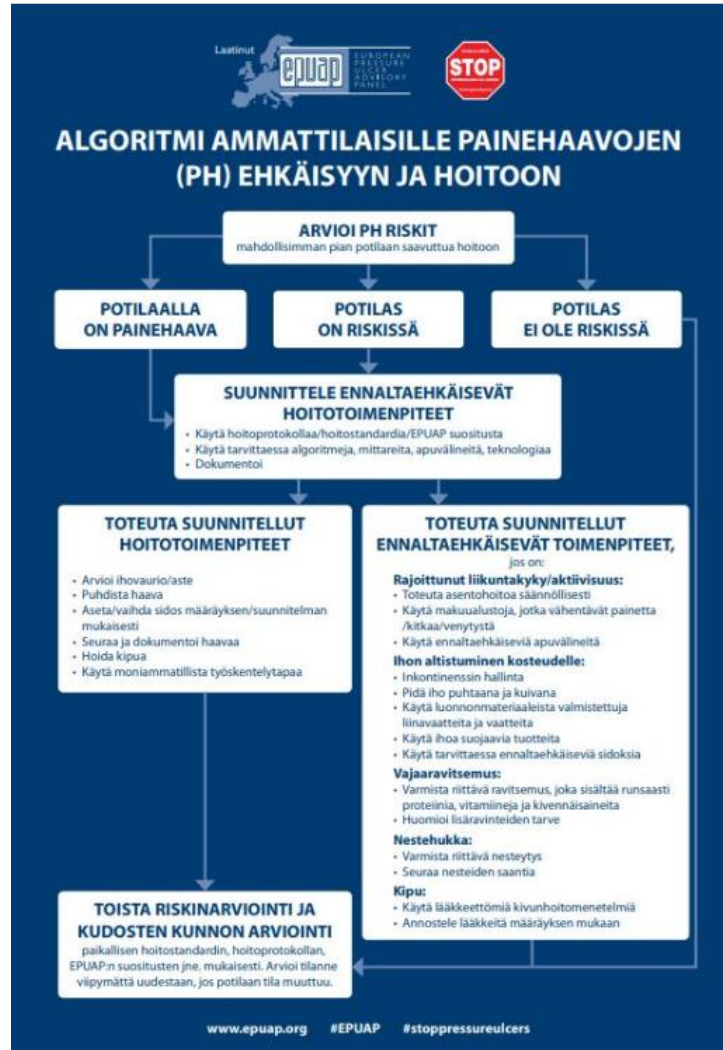 Laatinut
epuap
EUROPEAN
PRESSURE
ULCER
ADVISORY
PANEL
STOP
ALGORITMI AMMATTILAISILLE PAINEHAAVOJEN
(PH) EHKÄISYYN JA HOITOON
ARVIOI PH RISKIT
mahdollisimman pian potilaan saavuttua hoitoon
POTILAALLA
ON PAINEHAAVA
POTILAS
ON RISKISSÄ
POTILAS
EI OLE RISKISSÄ
SUUNNITTELE ENNALTAEHKÄISEVÄT
HOITOTOIMENPITEET
• Käytä hoitoprotokollaa/hoitostandardia/EPUAP suositusta
• Käytä tarvittaessa algoritmeja, mittareita, apuvälineitä, teknologiaa
• Dokumentoi
TOTEUTA SUUNNITELLUT
HOITOTOIMENPITEET
• Arvioi ihovaurio/aste
• Puhdista haava
• Aseta/vaihda sidos määräyksen/suunnitelman
mukaisesti
• Seuraa ja dokumentoi haavaa
• Hoida kipua
• Käytä moniammatillista työskentelytapaa
TOTEUTA SUUNNITELLUT
ENNALTAEHKÄISEVÄT TOIMENPITEET,
jos on:
Rajoittunut liikuntakyky/aktiivisuus:
• Toteuta asentohoitoa säännöllisesti
• Käytä makuualustoja, jotka vähentävät painetta
/kitkaa/venytystä
• Käytä ennaltaehkäiseviä apuvälineitä
Ihon altistuminen kosteudelle:
• Inkontinenssin hallinta
• Pidä iho puhtaana ja kuivana
• Käytä luonnonmateriaaleista valmistettuja
liinavaatteita ja vaatteita
• Käytä ihoa suojaavia tuotteita
• Käytä tarvittaessa ennaltaehkäiseviä sidoksia
Vajaaravitsemus:
• Varmista riittävä ravitsemus, joka sisältää runsaasti
proteiinia, vitamiineja ja kivennäisaineita
• Huomioi lisäravinteiden tarve
Nestehukka:
• Varmista riittävä nesteytys
• Seuraa nesteiden saantia
Kipu:
• Käytä lääkkeettömiä kivunhoitomenetelmiä
• Annostele lääkkeitä määräyksen mukaan
TOISTA RISKINARVIOINTI JA
KUDOSTEN KUNNON ARVIOINTI
paikallisen hoitostandardin, hoitoprotokollan,
EPUAP:n suositusten jne. mukaisesti. Arvioi tilanne
viipymättä uudestaan, jos potilaan tila muuttuu.
www.epuap.org #EPUAP #stoppressureulcers